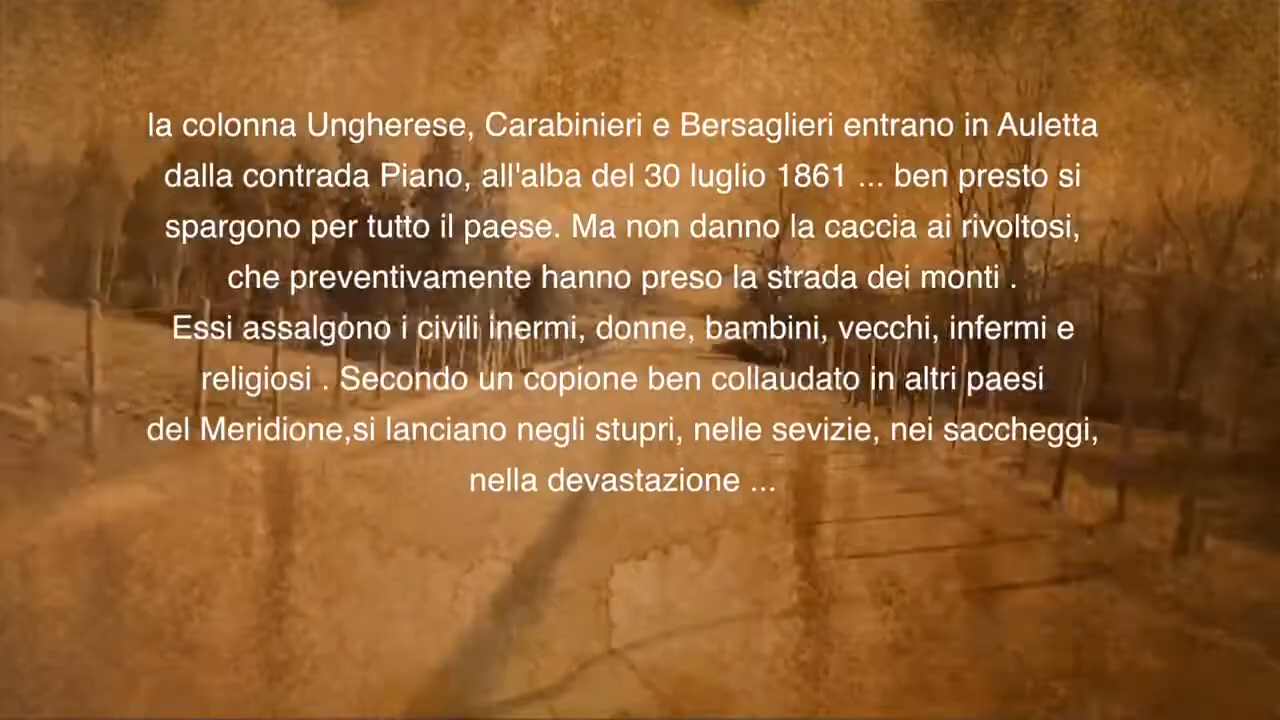 la colonna Ungherese, Carabinieri e Bersaglieri entrano in Auletta
dalla contrada Piano, all'alba del 30 luglio 1861 ... ben presto si
spargono per tutto il paese. Ma non danno la caccia ai rivoltosi,
che preventivamente hanno preso la strada dei monti .
Essi assalgono i civili inermi, donne, bambini, vecchi, infermi e
religiosi . Secondo un copione ben collaudato in altri paesi
del Meridione,si lanciano negli stupri, nelle sevizie, nei saccheggi,
nella devastazione ...